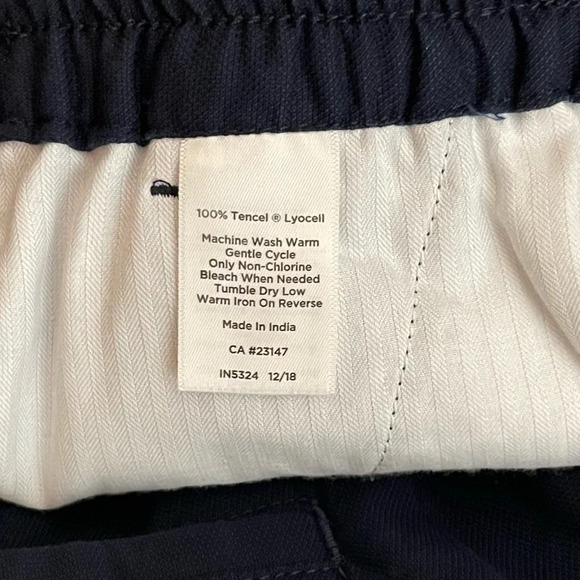 100% Tencel ® Lyocell
Machine Wash Warm
Gentle Cycle
Only Non-Chlorine
Bleach When Needed
Tumble Dry Low
Warm Iron On Reverse
Made In India
CA #23147
IN5324 12/18